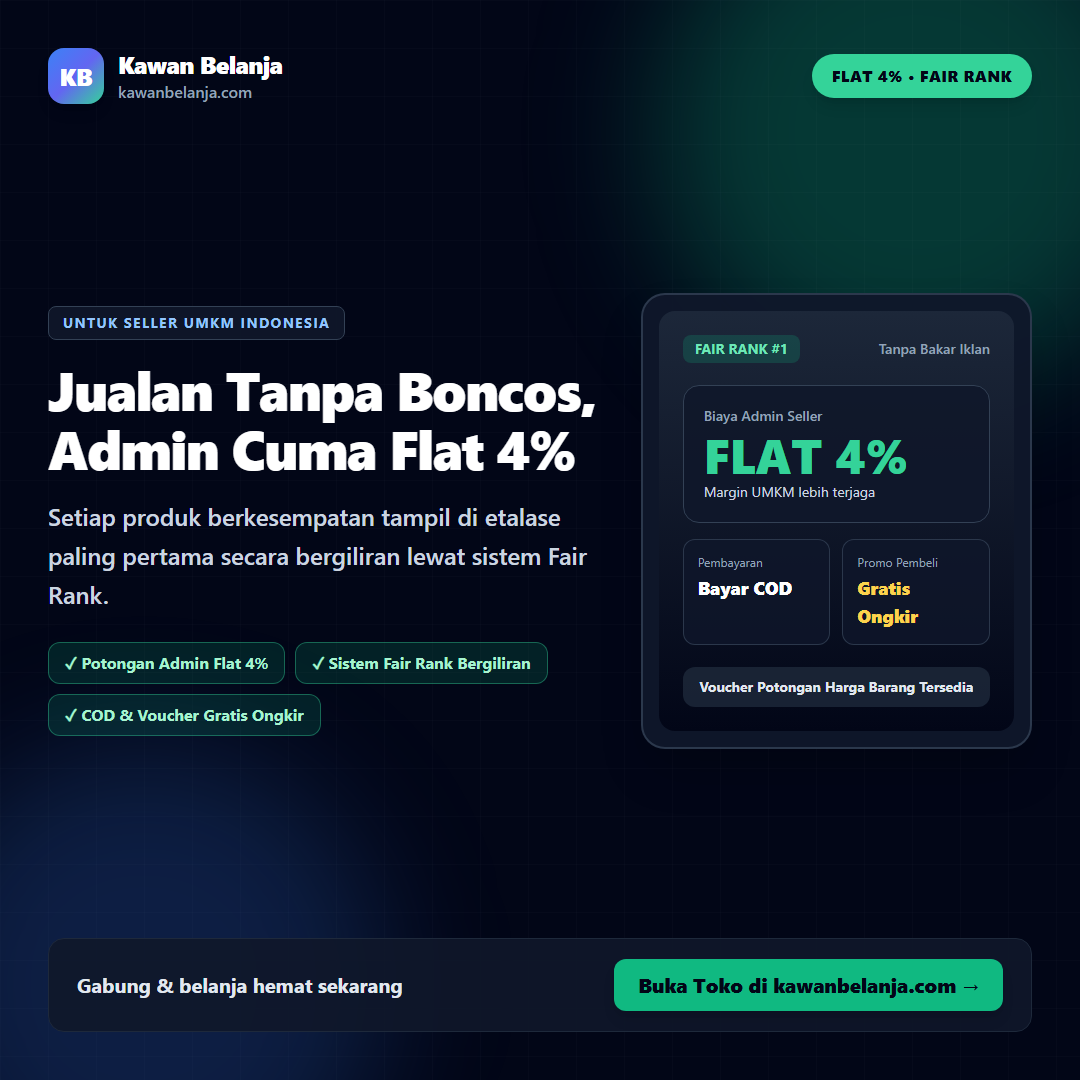 KB
Kawan Belanja
kawanbelanja.com
FLAT 4% • FAIR RANK
UNTUK SELLER UMKM INDONESIA
Jualan Tanpa Boncos,
Admin Cuma Flat 4%
Setiap produk berkesempatan tampil di etalase
paling pertama secara bergiliran lewat sistem Fair
Rank.
✓ Potongan Admin Flat 4%
✓ Sistem Fair Rank Bergiliran
✓ COD & Voucher Gratis Ongkir
FAIR RANK #1
Tanpa Bakar Iklan
Biaya Admin Seller
FLAT 4%
Margin UMKM lebih terjaga
Pembayaran
Bayar COD
Promo Pembeli
Gratis
Ongkir
Voucher Potongan Harga Barang Tersedia
Gabung & belanja hemat sekarang
Buka Toko di kawanbelanja.com →